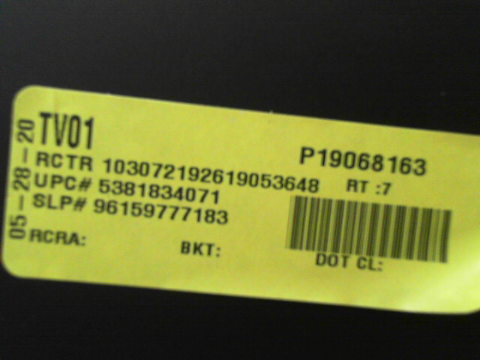 05-28-20
TV01
P19068163
RCTR 103072192619053648 RT :7
UPC# 5381834071
SLP# 96159777183
RCRA: BKT: DOT CL: